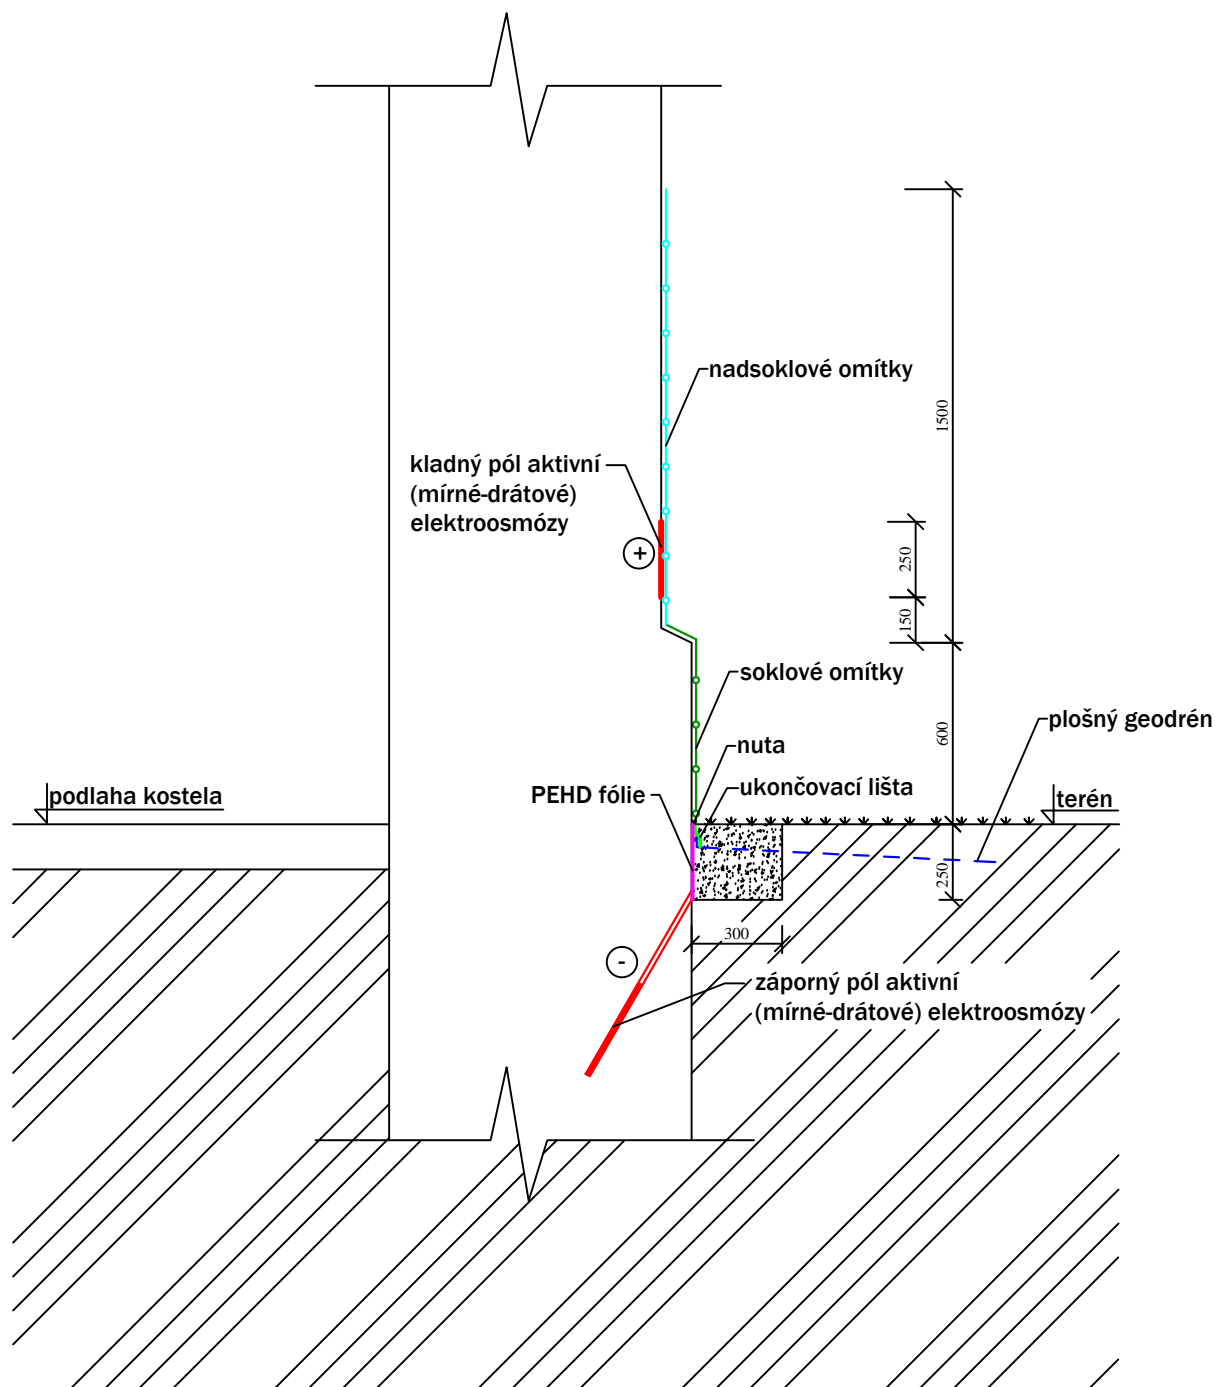 nadsoklové omítky
1500
kladný pól aktivní
(mírné-drátové)
elektroosmózy
+
250
150
soklové omítky
600
plošný geodrén
nuta
PEHD fólie
ukončovací lišta
podlaha kostela
terén
250
300
-
záporný pól aktivní
(mírné-drátové) elektroosmózy